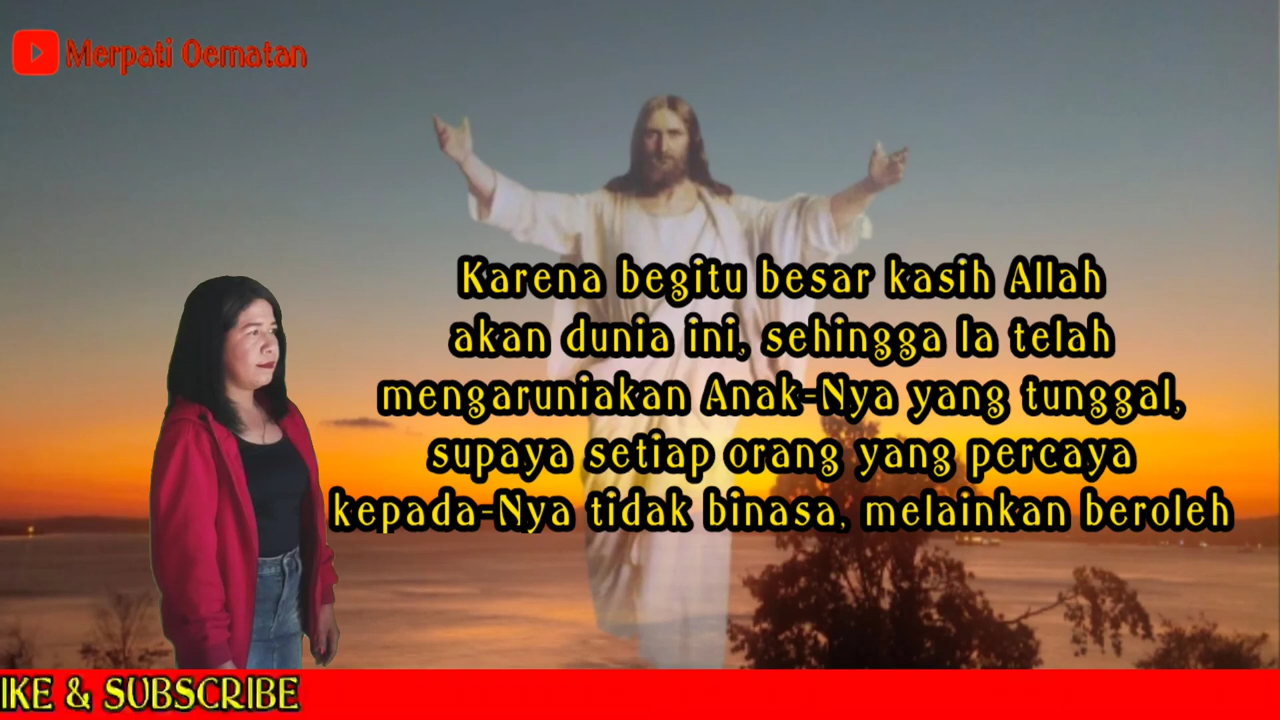 Merpati Oematan
Karena begitu besar kasih Allah
akan dunia ini, sehingga Ia telah
mengaruniakan Anak-Nya yang tunggal,
supaya setiap orang yang percaya
kepada-Nya tidak binasa, melainkan beroleh
IKE & SUBSCRIBE